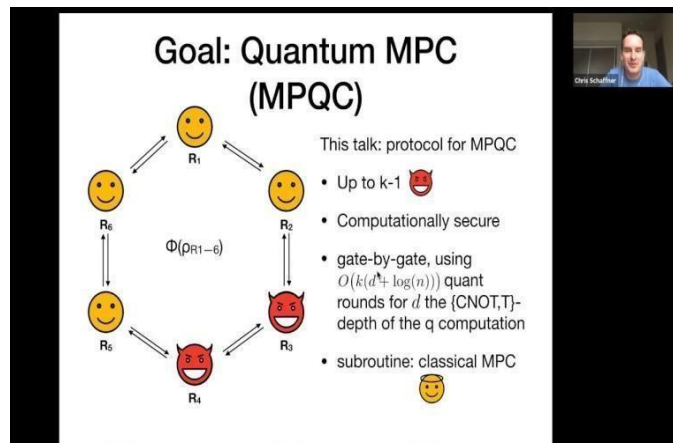 Goal: Quantum MPC
(MPQC)
Chris Schaffner
This talk: protocol for MPQC
• Up to k-1
• Computationally secure
• gate-by-gate, using
O(k(d + log(n))) quant
rounds for d the {CNOT,T}-
depth of the q computation
• subroutine: classical MPC
R₁
R₂
R₆
Φ(ρR1−6)
R₅
R₃
R₄